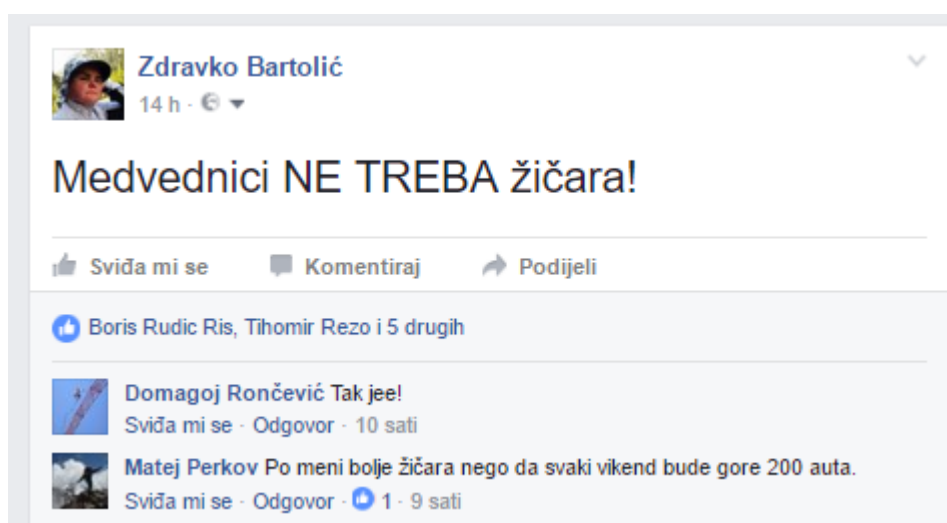 Zdravko Bartolić
14 h ·
Medvednici NE TREBA žičara!
Sviđa mi se Komentiraj Podijeli
Boris Rudic Ris, Tihomir Rezo i 5 drugih
Domagoj Rončević Tak jee!
Sviđa mi se · Odgovor · 10 sati
Matej Perkov Po meni bolje žičara nego da svaki vikend bude gore 200 auta.
Sviđa mi se · Odgovor · 1 · 9 sati